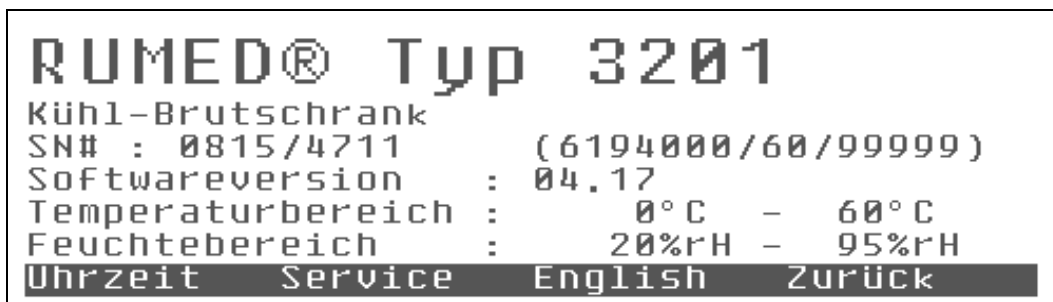 RUMED® Typ 3201
Kühl-Brutschrank
SN# : 0815/4711 (6194000/60/99999)
Softwareversion : 04.17
Temperaturbereich : 0°C – 60°C
Feuchtebereich : 20%rH – 95%rH
Uhrzeit Service English Zurück